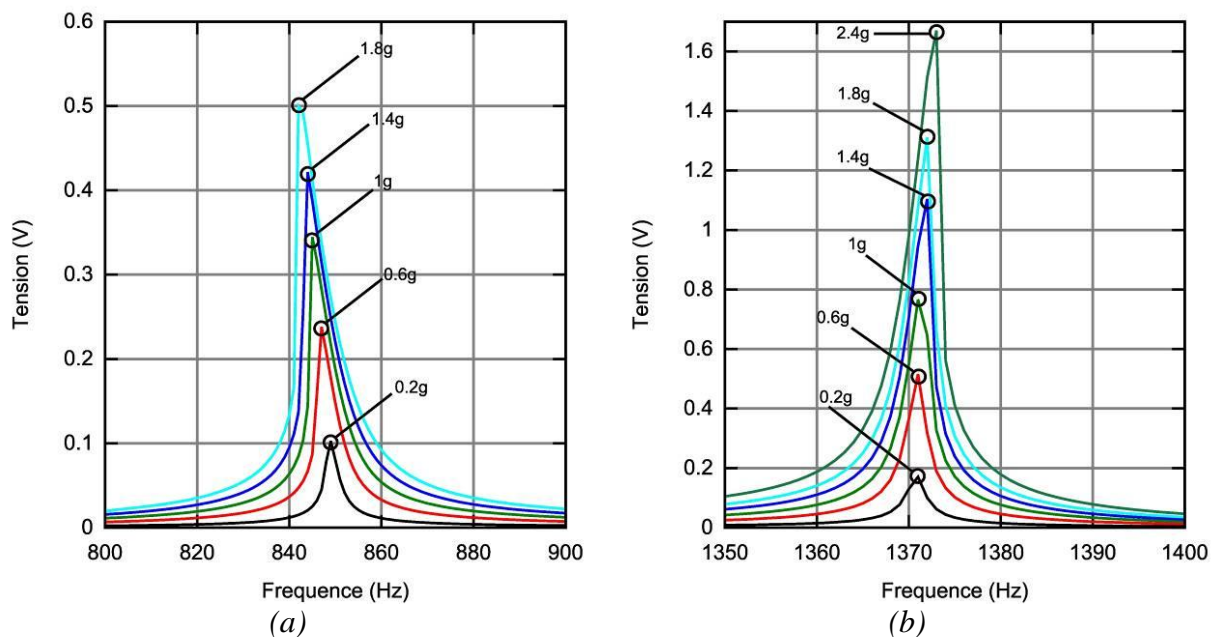 0.6
0.5
0.4
0.3
0.2
0.1
0
Tension (V)
1.8g
1.4g
1g
0.6g
0.2g
800 820 840 860 880 900
Frequence (Hz)
(a)
1.6
1.4
1.2
1
0.8
0.6
0.4
0.2
0
Tension (V)
2.4g
1.8g
1.4g
1g
0.6g
0.2g
1350 1360 1370 1380 1390 1400
Frequence (Hz)
(b)